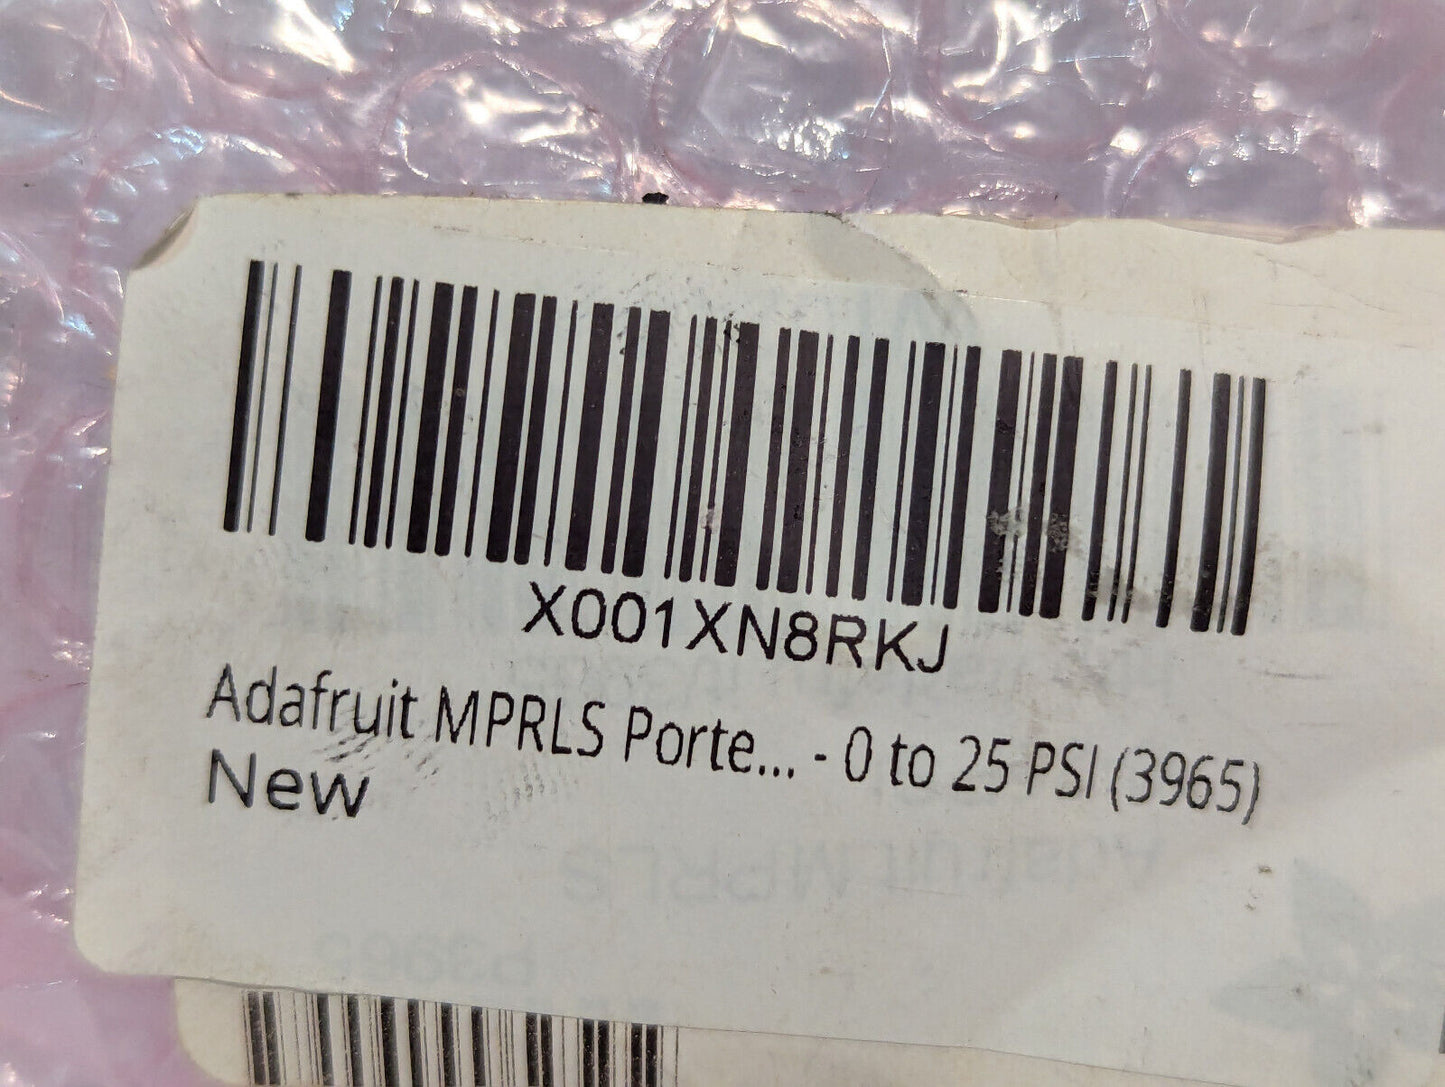 X001XN8RKJ
Adafruit MPRLS Porte... - 0 to 25 PSI (3965)
New